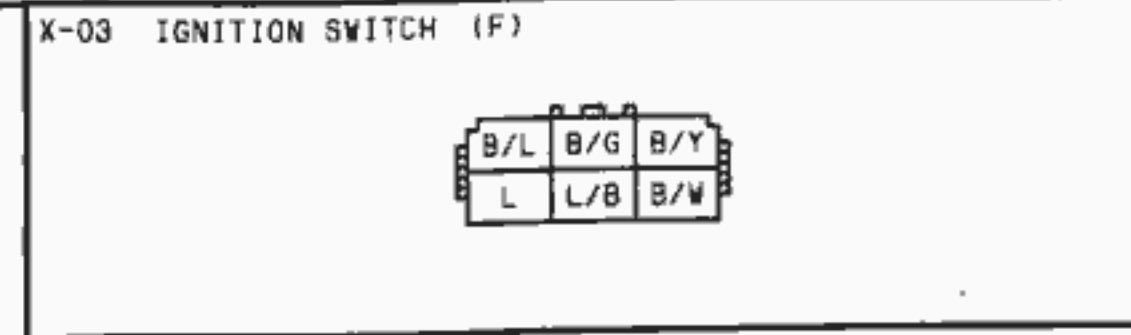 X-03 IGNITION SWITCH (F)
B/L B/G B/Y
L L/B B/W